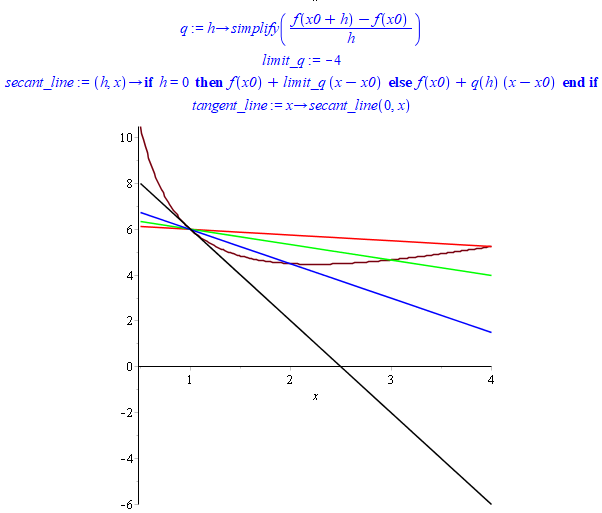 q := h→simplify( (f(x0 + h) − f(x0)) / h )
limit_q := −4
secant_line := (h, x)→if h = 0 then f(x0) + limit_q (x − x0) else f(x0) + q(h) (x − x0) end if
tangent_line := x→secant_line(0, x)
10
8
6
4
2
0
1 2 3 4
x
−2
−4
−6